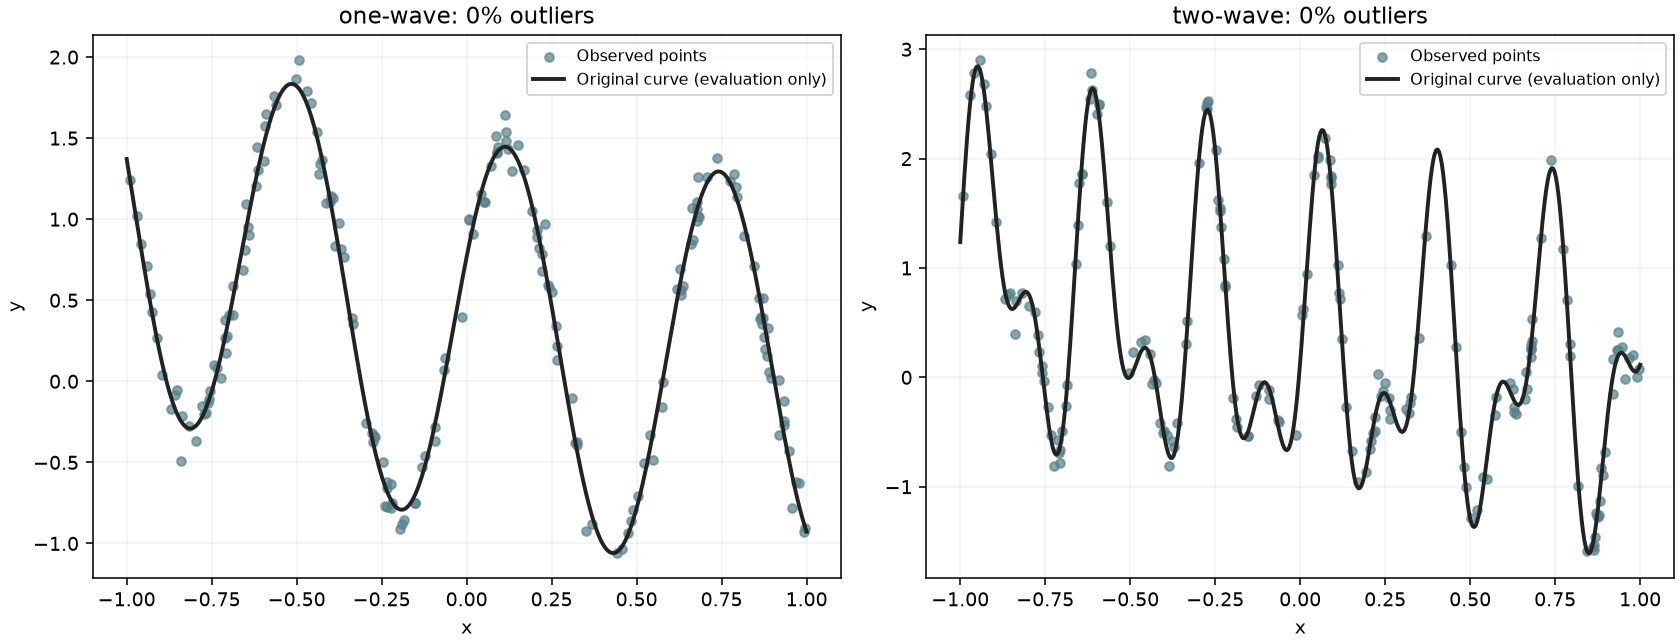 one-wave: 0% outliers
Observed points
Original curve (evaluation only)
2.0
1.5
1.0
0.5
0.0
−0.5
−1.0
y
−1.00 −0.75 −0.50 −0.25 0.00 0.25 0.50 0.75 1.00
x
two-wave: 0% outliers
Observed points
Original curve (evaluation only)
3
2
1
0
−1
y
−1.00 −0.75 −0.50 −0.25 0.00 0.25 0.50 0.75 1.00
x